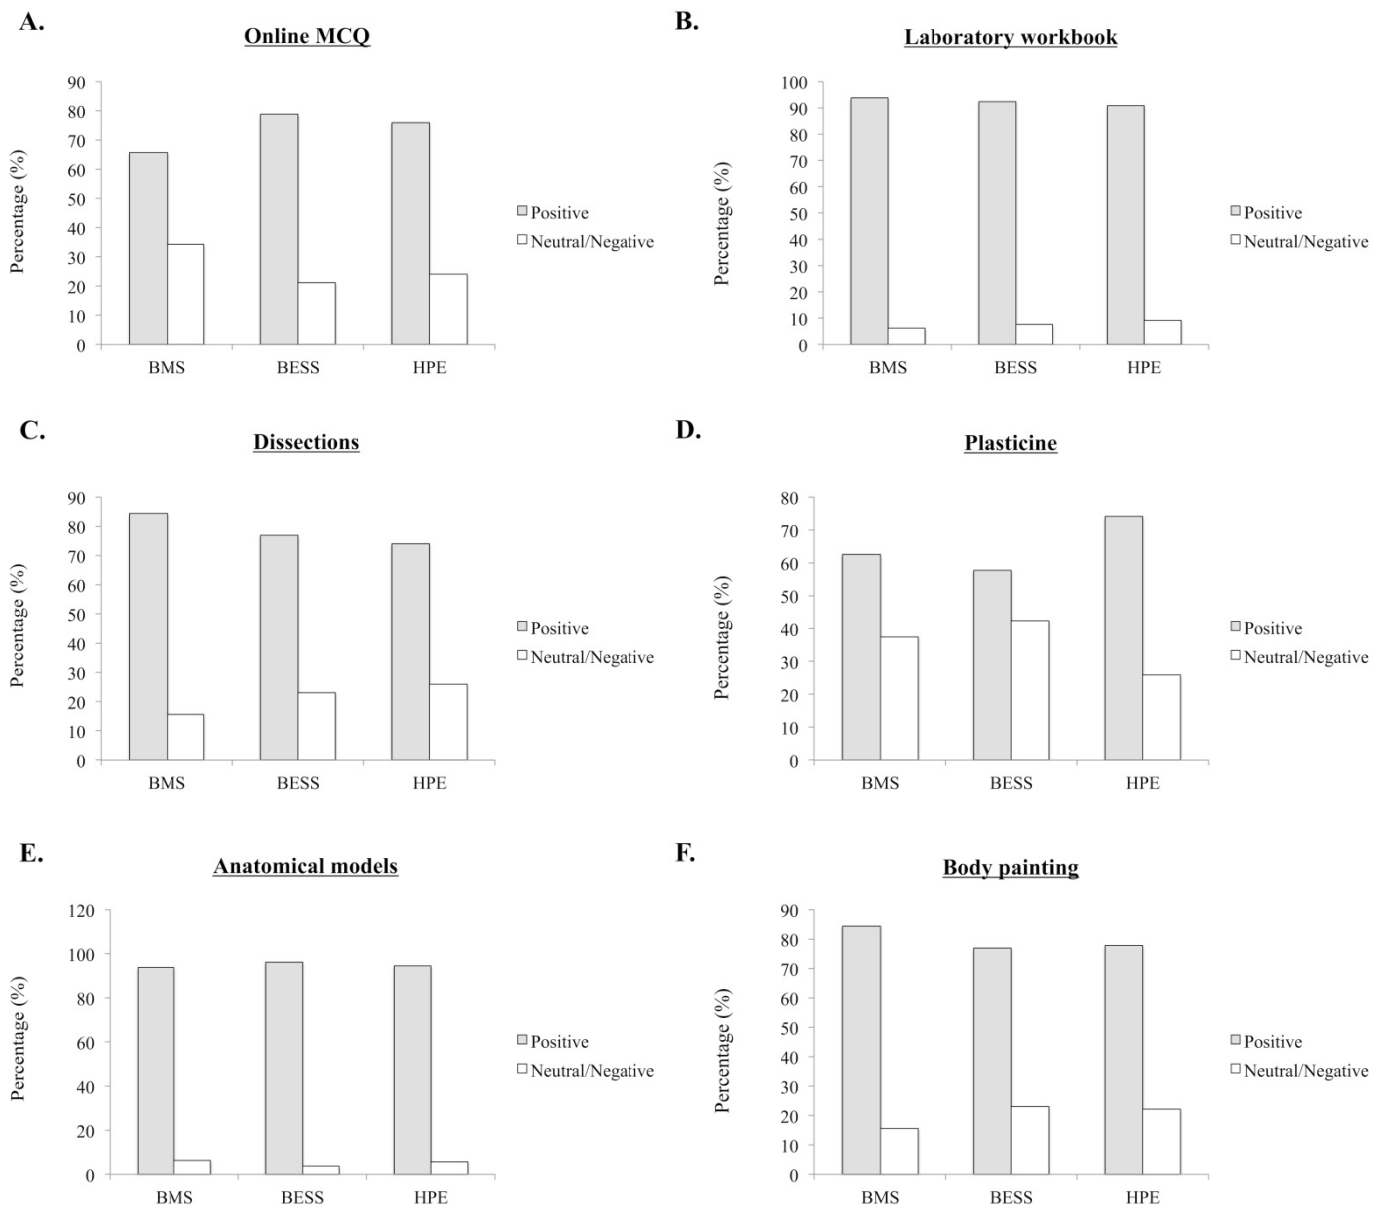 A.
Online MCQ
Percentage (%)
90
80
70
60
50
40
30
20
10
0
BMS
BESS
HPE
Positive
Neutral/Negative
B.
Laboratory workbook
Percentage (%)
100
90
80
70
60
50
40
30
20
10
0
BMS
BESS
HPE
Positive
Neutral/Negative
C.
Dissections
Percentage (%)
90
80
70
60
50
40
30
20
10
0
BMS
BESS
HPE
Positive
Neutral/Negative
D.
Plasticine
Percentage (%)
80
70
60
50
40
30
20
10
0
BMS
BESS
HPE
Positive
Neutral/Negative
E.
Anatomical models
Percentage (%)
120
100
80
60
40
20
0
BMS
BESS
HPE
Positive
Neutral/Negative
F.
Body painting
Percentage (%)
90
80
70
60
50
40
30
20
10
0
BMS
BESS
HPE
Positive
Neutral/Negative